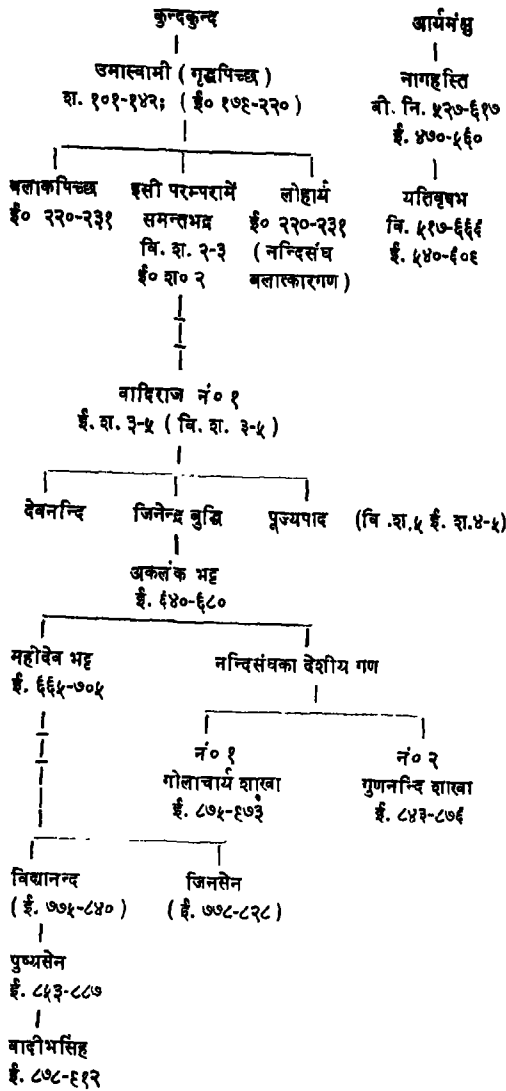 कुन्दकुन्द
आर्यमंक्षु
उमास्वामी ( गृद्धपिच्छ )
श. १०१-१४२; ( ई० १७९-२२० )
नागहस्ति
वी. नि. ५२७-६१७
ई. ४७०-५६०
बलाकपिच्छ
ई० २२०-२३१
इसी परम्परामें
समन्तभद्र
वि. श. २-३
ई० श० २
लोहार्य
ई० २२०-२३१
( नन्दिसंघ
बलात्कारगण )
यतिवृषभ
वि. ५१७-६६६
ई. ५४०-६०९
वादिराज नं० १
ई. श. ३-५ ( वि. श. ३-५ )
देवनन्दि
जिनेन्द्र बुद्धि
पूज्यपाद
(वि .श.५ ई. श.४-५)
अकलंक भट्ट
ई. ६४०-६८०
महोदेव भट्ट
ई. ६६५-७०५
नन्दिसंघका देशीय गण
नं० १
गोलाचार्य शाखा
ई. ८७५-९७३
नं० २
गुणनन्दि शाखा
ई. ८४३-८७६
विद्यानन्द
( ई. ७७५-८४० )
जिनसेन
( ई. ७७८-८२८ )
पुष्यसेन
ई. ८५३-८८७
वादीभसिंह
ई. ८७८-९१२